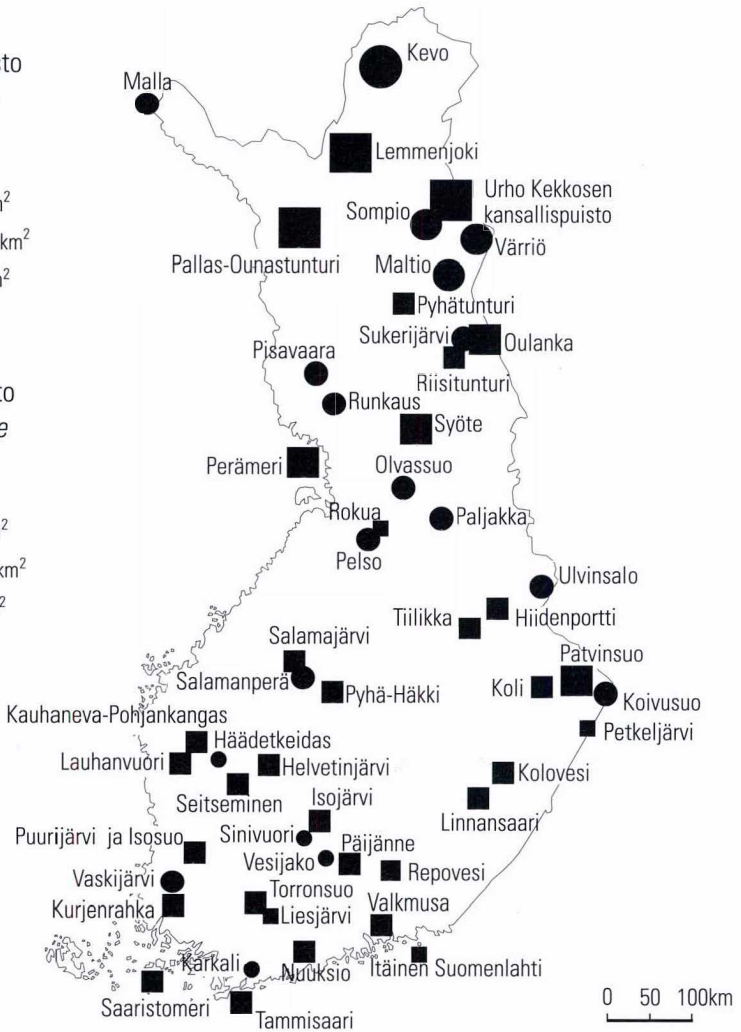 Kevo
Malla
Lemmenjoki
Urho Kekkosen
kansallispuisto
Sompio
Värriö
Pallas-Ounastunturi
Maltio
Pyhätunturi
Sukerijärvi
Oulanka
Pisavaara
Riisitunturi
Runkaus
Syöte
Perämeri
Olvassuo
Rokua
Paljakka
Pelso
Ulvinsalo
Tiilikka
Hiidenportti
Salamajärvi
Patvinsuo
Salamanperä
Pyhä-Häkki
Koli
Koivusuo
Kauhaneva-Pohjankangas
Petkeljärvi
Häädetkeidas
Lauhanvuori
Helvetinjärvi
Kolovesi
Seitseminen
Isojärvi
Linnansaari
Puurijärvi ja Isosuo
Sinivuori
Vesijako
Päijänne
Repovesi
Vaskijärvi
Torronsuo
Kurjenrahka
Liesjärvi
Valkmusa
Karkali
Nuuksio
Itäinen Suomenlahti
Saaristomeri
Tammisaari
0 50 100km
km²
km²